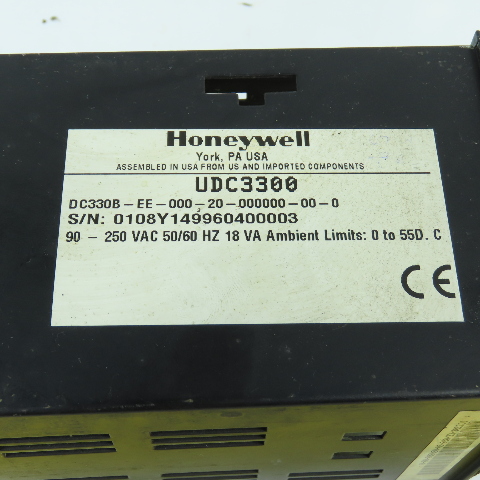 Honeywell
York, PA USA
ASSEMBLED IN USA FROM US AND IMPORTED COMPONENTS
UDC3300
DC330B-EE-000-20-000000-00-0
S/N: 0108Y149960400003
90 - 250 VAC 50/60 HZ 18 VA Ambient Limits: 0 to 55D. C
CE